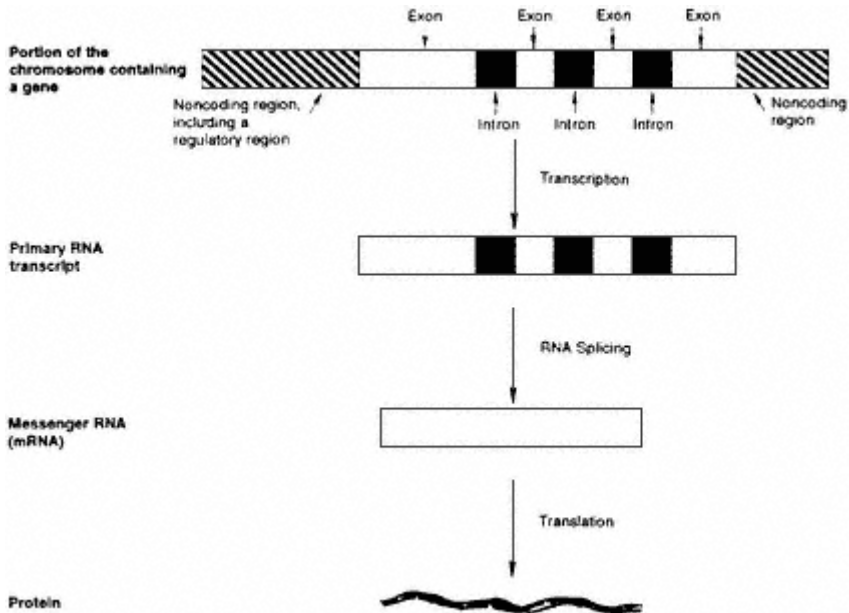 Exon
Exon
Exon
Exon
Portion of the
chromosome containing
a gene
Noncoding region,
including a
regulatory region
Intron
Intron
Intron
Noncoding
region
Transcription
Primary RNA
transcript
RNA Splicing
Messenger RNA
(mRNA)
Translation
Protein